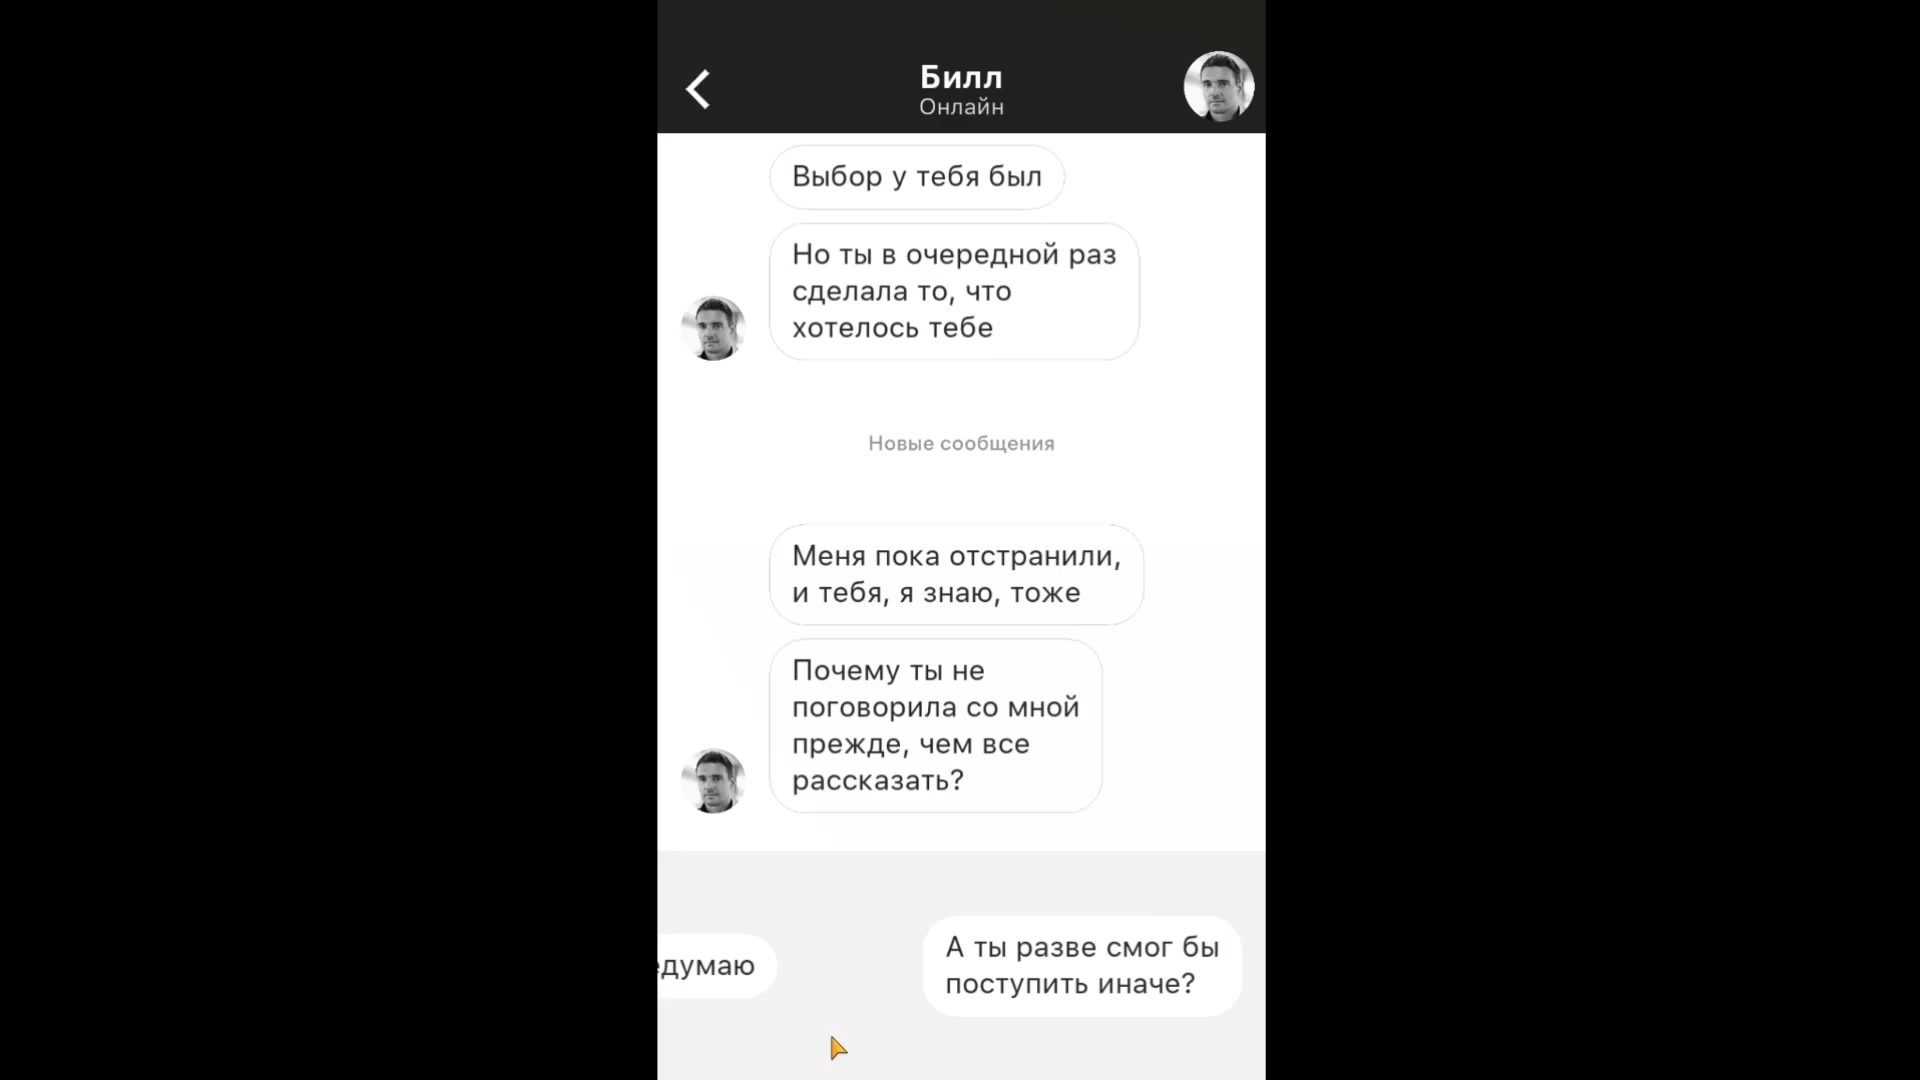 Билл
Онлайн
Выбор у тебя был
Но ты в очередной раз
сделала то, что
хотелось тебе
Новые сообщения
Меня пока отстранили,
и тебя, я знаю, тоже
Почему ты не
поговорила со мной
прежде, чем все
рассказать?
А ты разве смог бы
поступить иначе?